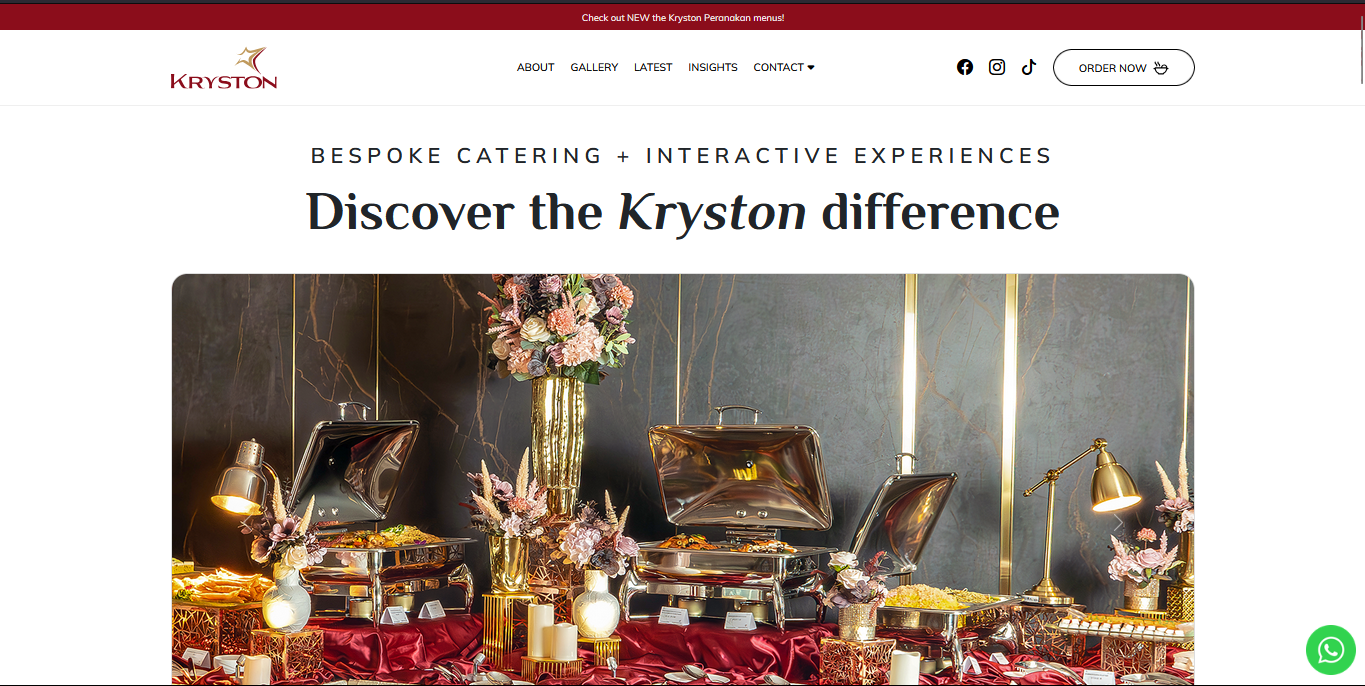 Check out NEW the Kryston Peranakan menus!
KRYSTON
ABOUT GALLERY LATEST INSIGHTS CONTACT
ORDER NOW
BESPOKE CATERING + INTERACTIVE EXPERIENCES
Discover the Kryston difference